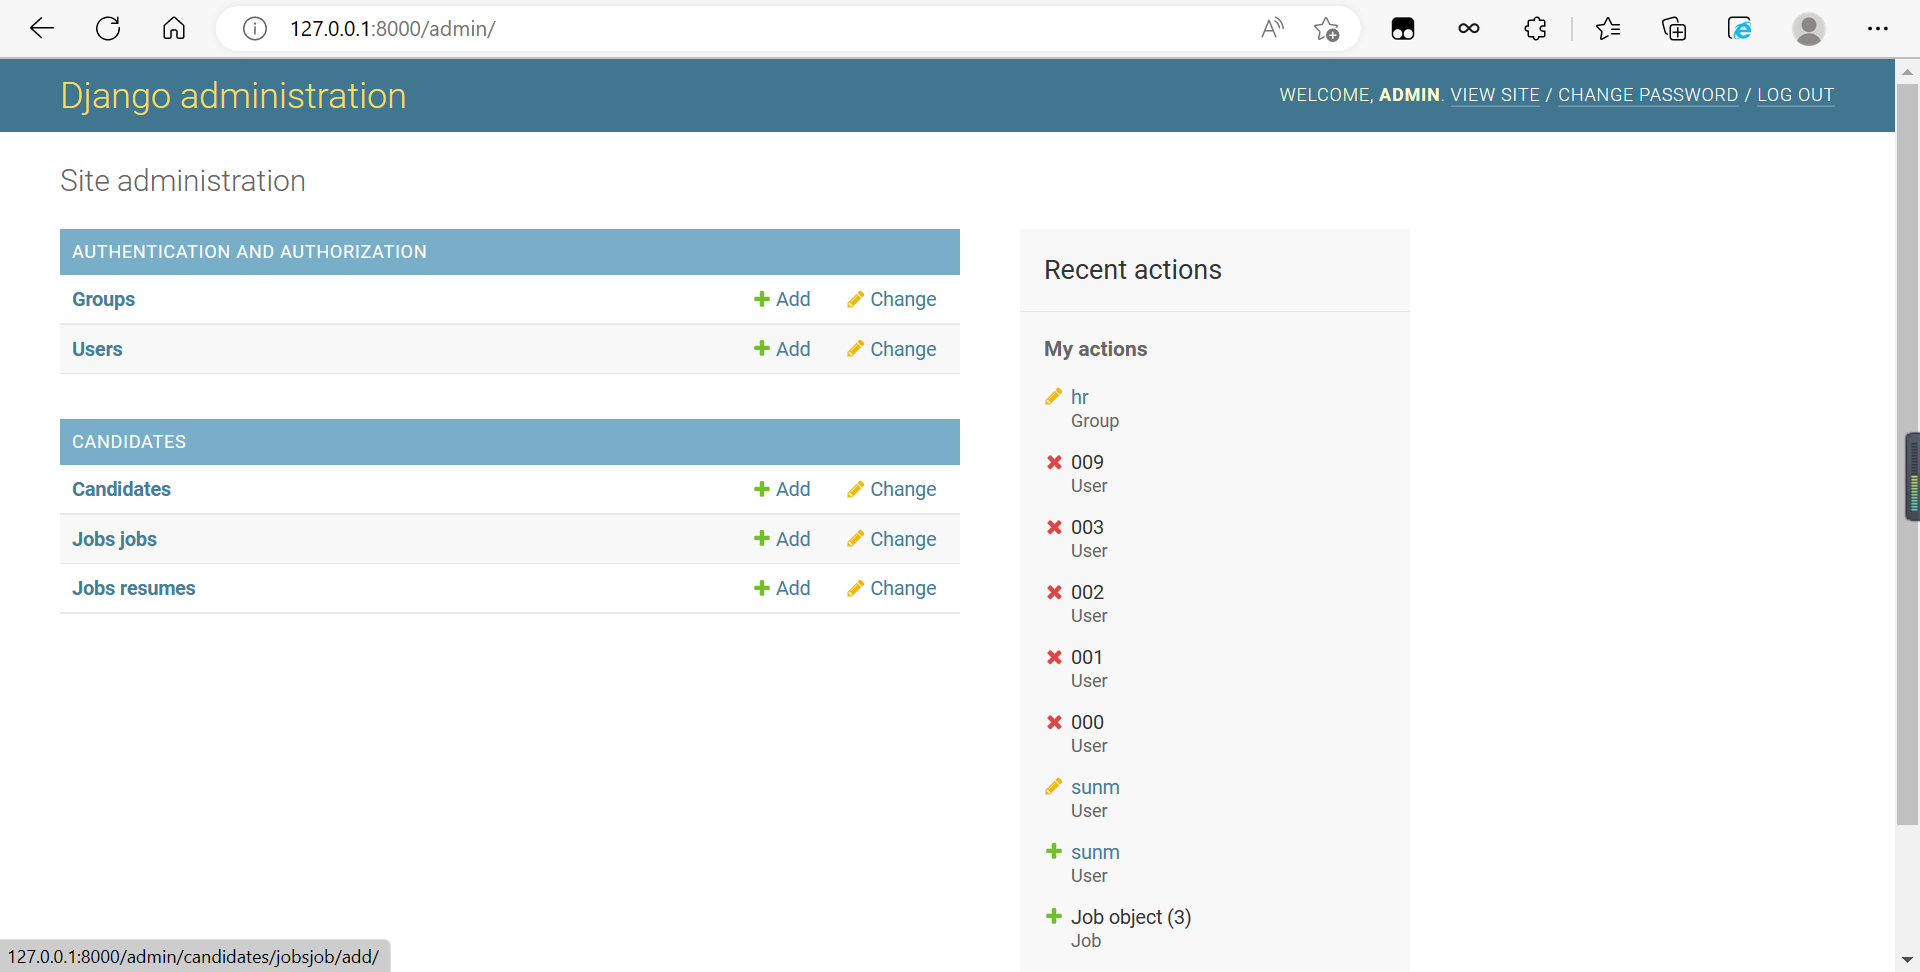 127.0.0.1:8000/admin/
Django administration
WELCOME, ADMIN. VIEW SITE / CHANGE PASSWORD / LOG OUT
Site administration
AUTHENTICATION AND AUTHORIZATION
Groups Add Change
Users Add Change
CANDIDATES
Candidates Add Change
Jobs jobs Add Change
Jobs resumes Add Change
Recent actions
My actions
hr
Group
009
User
003
User
002
User
001
User
000
User
sunm
User
sunm
User
Job object (3)
Job
127.0.0.1:8000/admin/candidates/jobsjob/add/